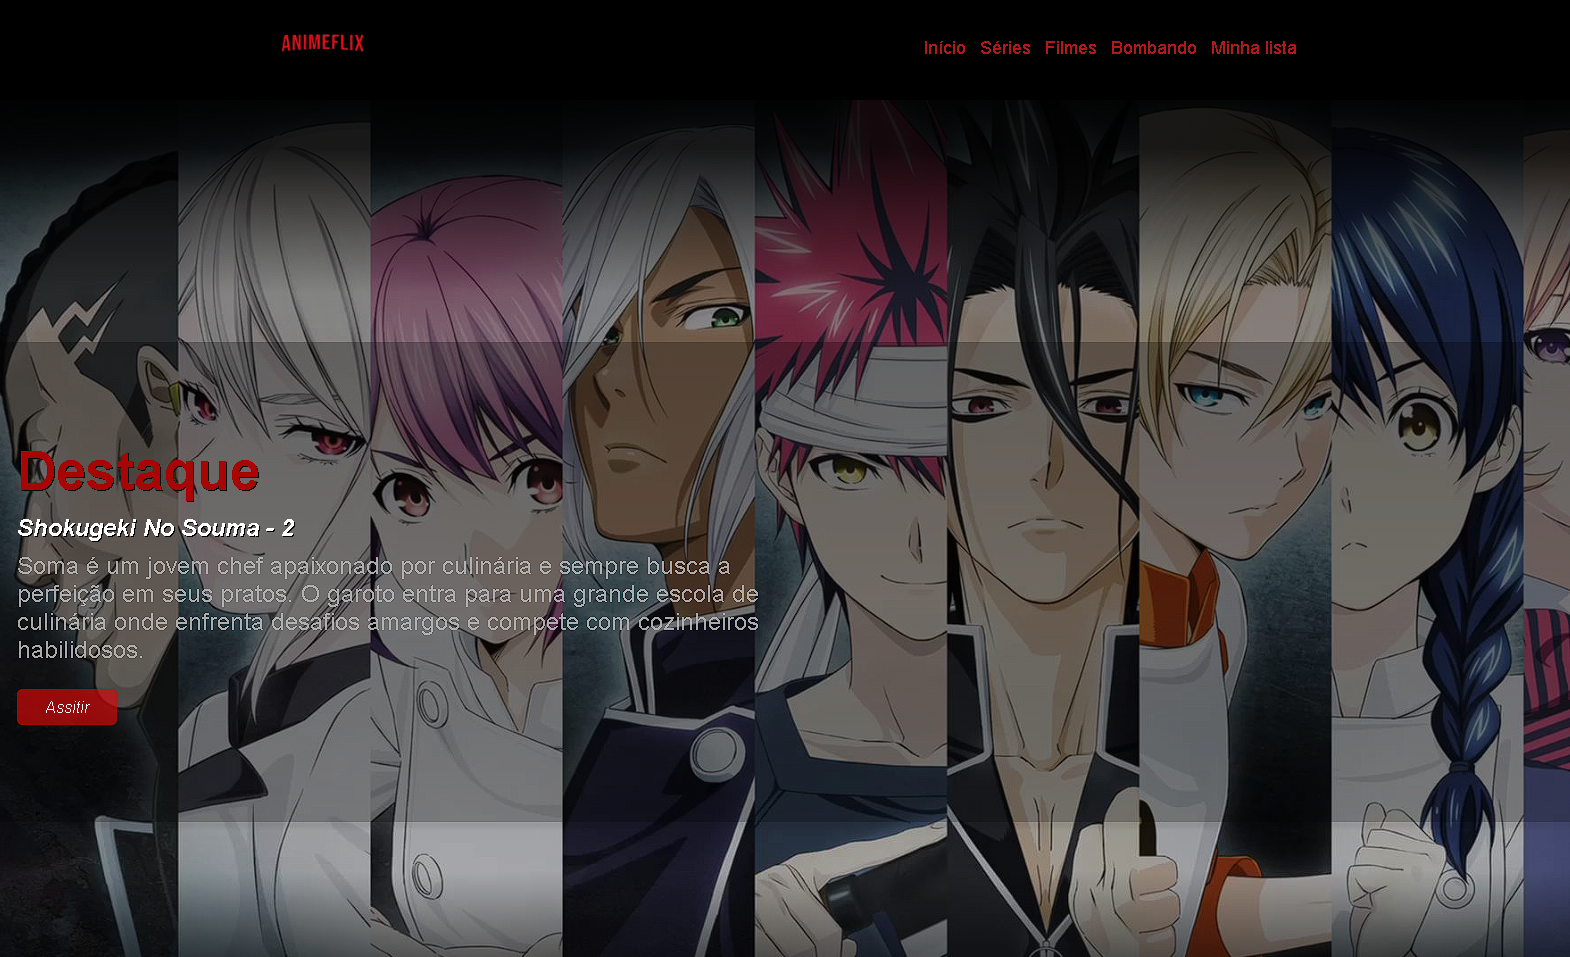 ANIMEFLIX
Início Séries Filmes Bombando Minha lista
Destaque
Shokugeki No Souma - 2
Soma é um jovem chef apaixonado por culinária e sempre busca a
perfeição em seus pratos. O garoto entra para uma grande escola de
culinária onde enfrenta desafios amargos e compete com cozinheiros
habilidosos.
Assitir